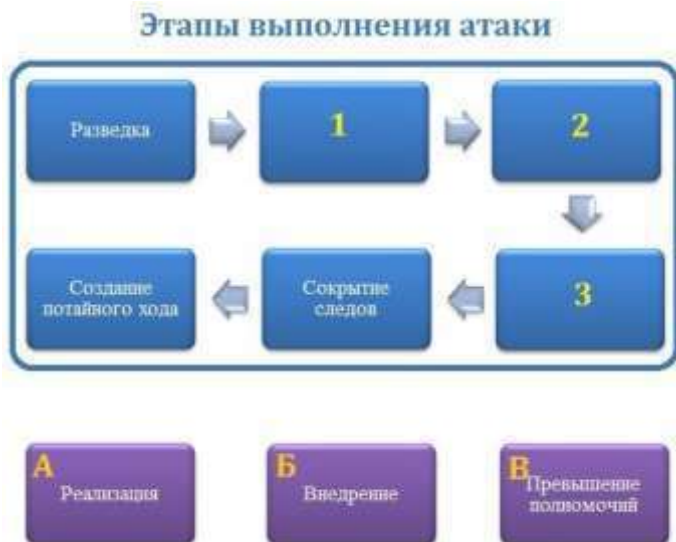 Этапы выполнения атаки
Разведка
1
2
Создание
потайного хода
Сокрытие
следов
3
А
Реализация
Б
Внедрение
В
Превышение
полномочий